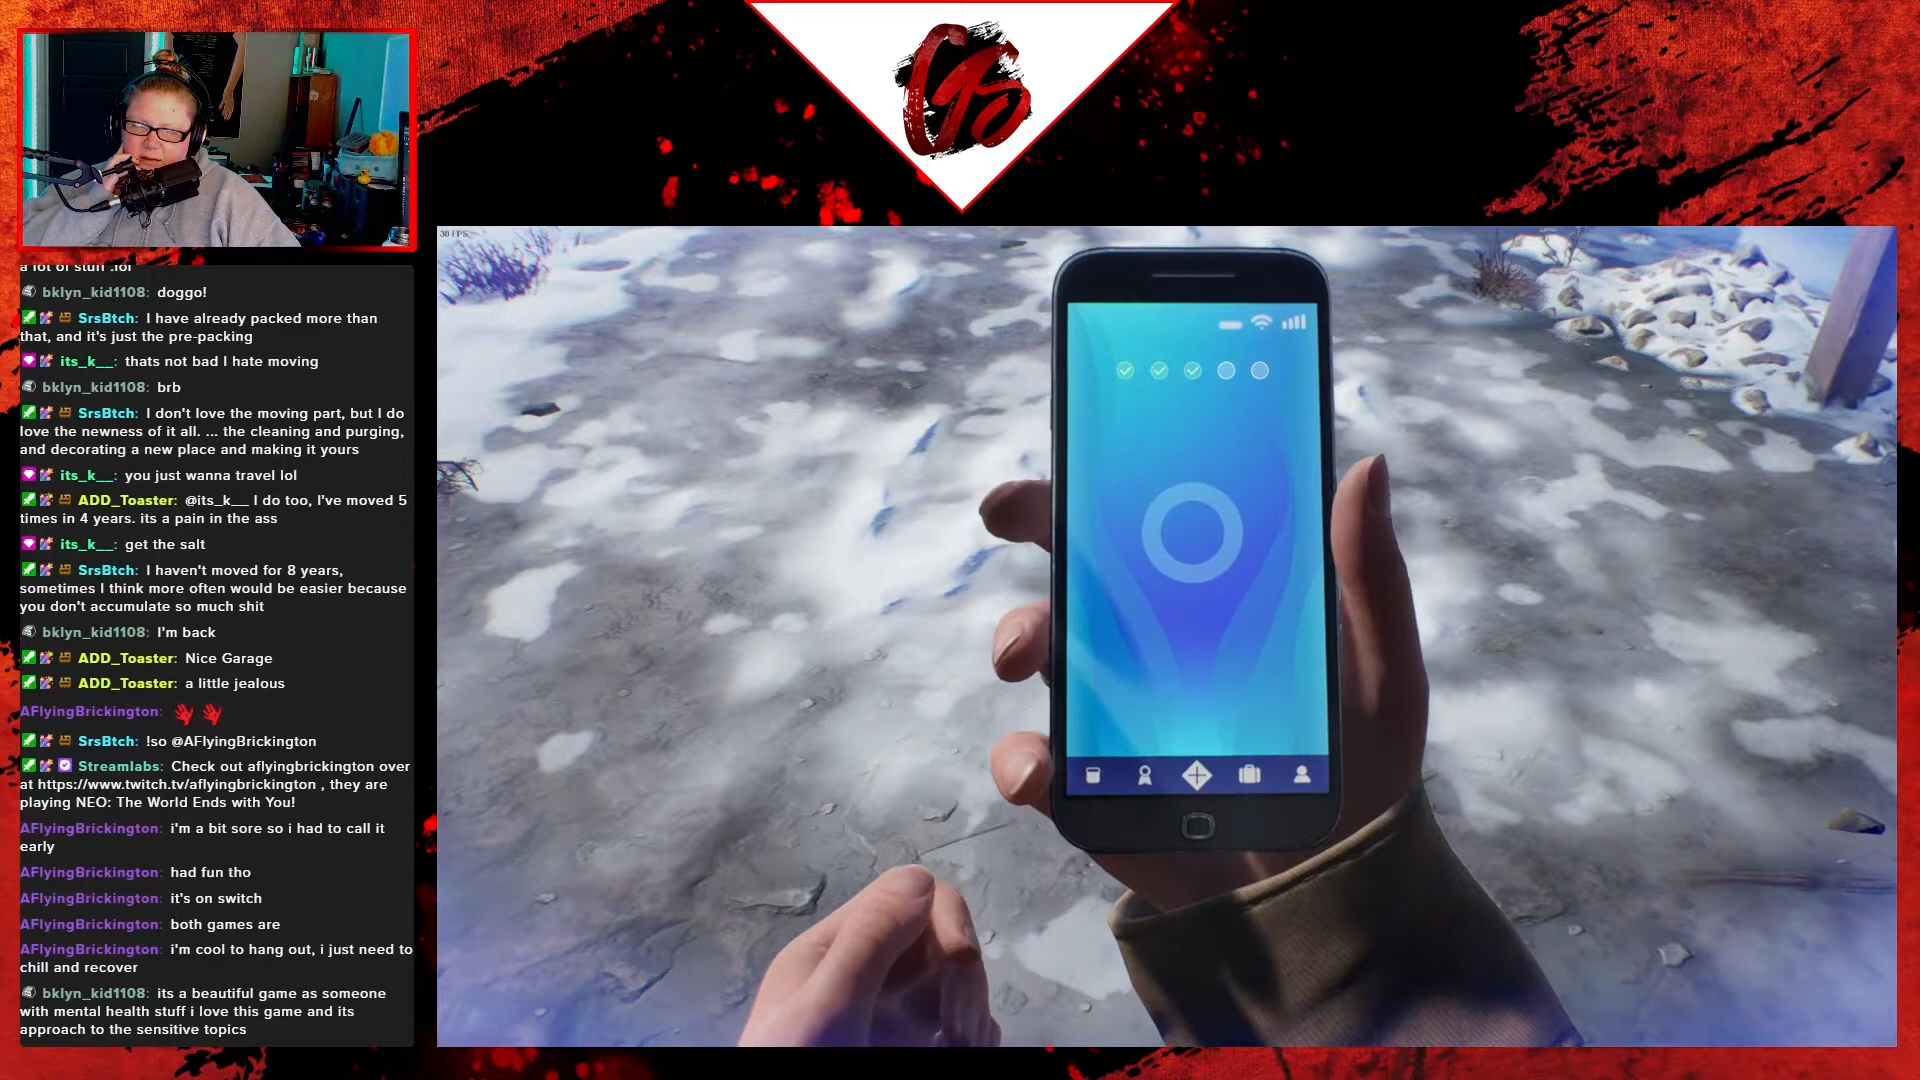 30 FPS
a lot of stuff .lol
bklyn_kid1108: doggo!
SrsBtch: I have already packed more than
that, and it's just the pre-packing
its_k__: thats not bad I hate moving
bklyn_kid1108: brb
SrsBtch: I don't love the moving part, but I do
love the newness of it all. ... the cleaning and purging,
and decorating a new place and making it yours
its_k__: you just wanna travel lol
ADD_Toaster: @its_k__ I do too, I've moved 5
times in 4 years. its a pain in the ass
its_k__: get the salt
SrsBtch: I haven't moved for 8 years,
sometimes I think more often would be easier because
you don't accumulate so much shit
bklyn_kid1108: I'm back
ADD_Toaster: Nice Garage
ADD_Toaster: a little jealous
AFlyingBrickington:
SrsBtch: !so @AFlyingBrickington
Streamlabs: Check out aflyingbrickington over
at https://www.twitch.tv/aflyingbrickington , they are
playing NEO: The World Ends with You!
AFlyingBrickington: i'm a bit sore so i had to call it
early
AFlyingBrickington: had fun tho
AFlyingBrickington: it's on switch
AFlyingBrickington: both games are
AFlyingBrickington: i'm cool to hang out, i just need to
chill and recover
bklyn_kid1108: its a beautiful game as someone
with mental health stuff i love this game and its
approach to the sensitive topics